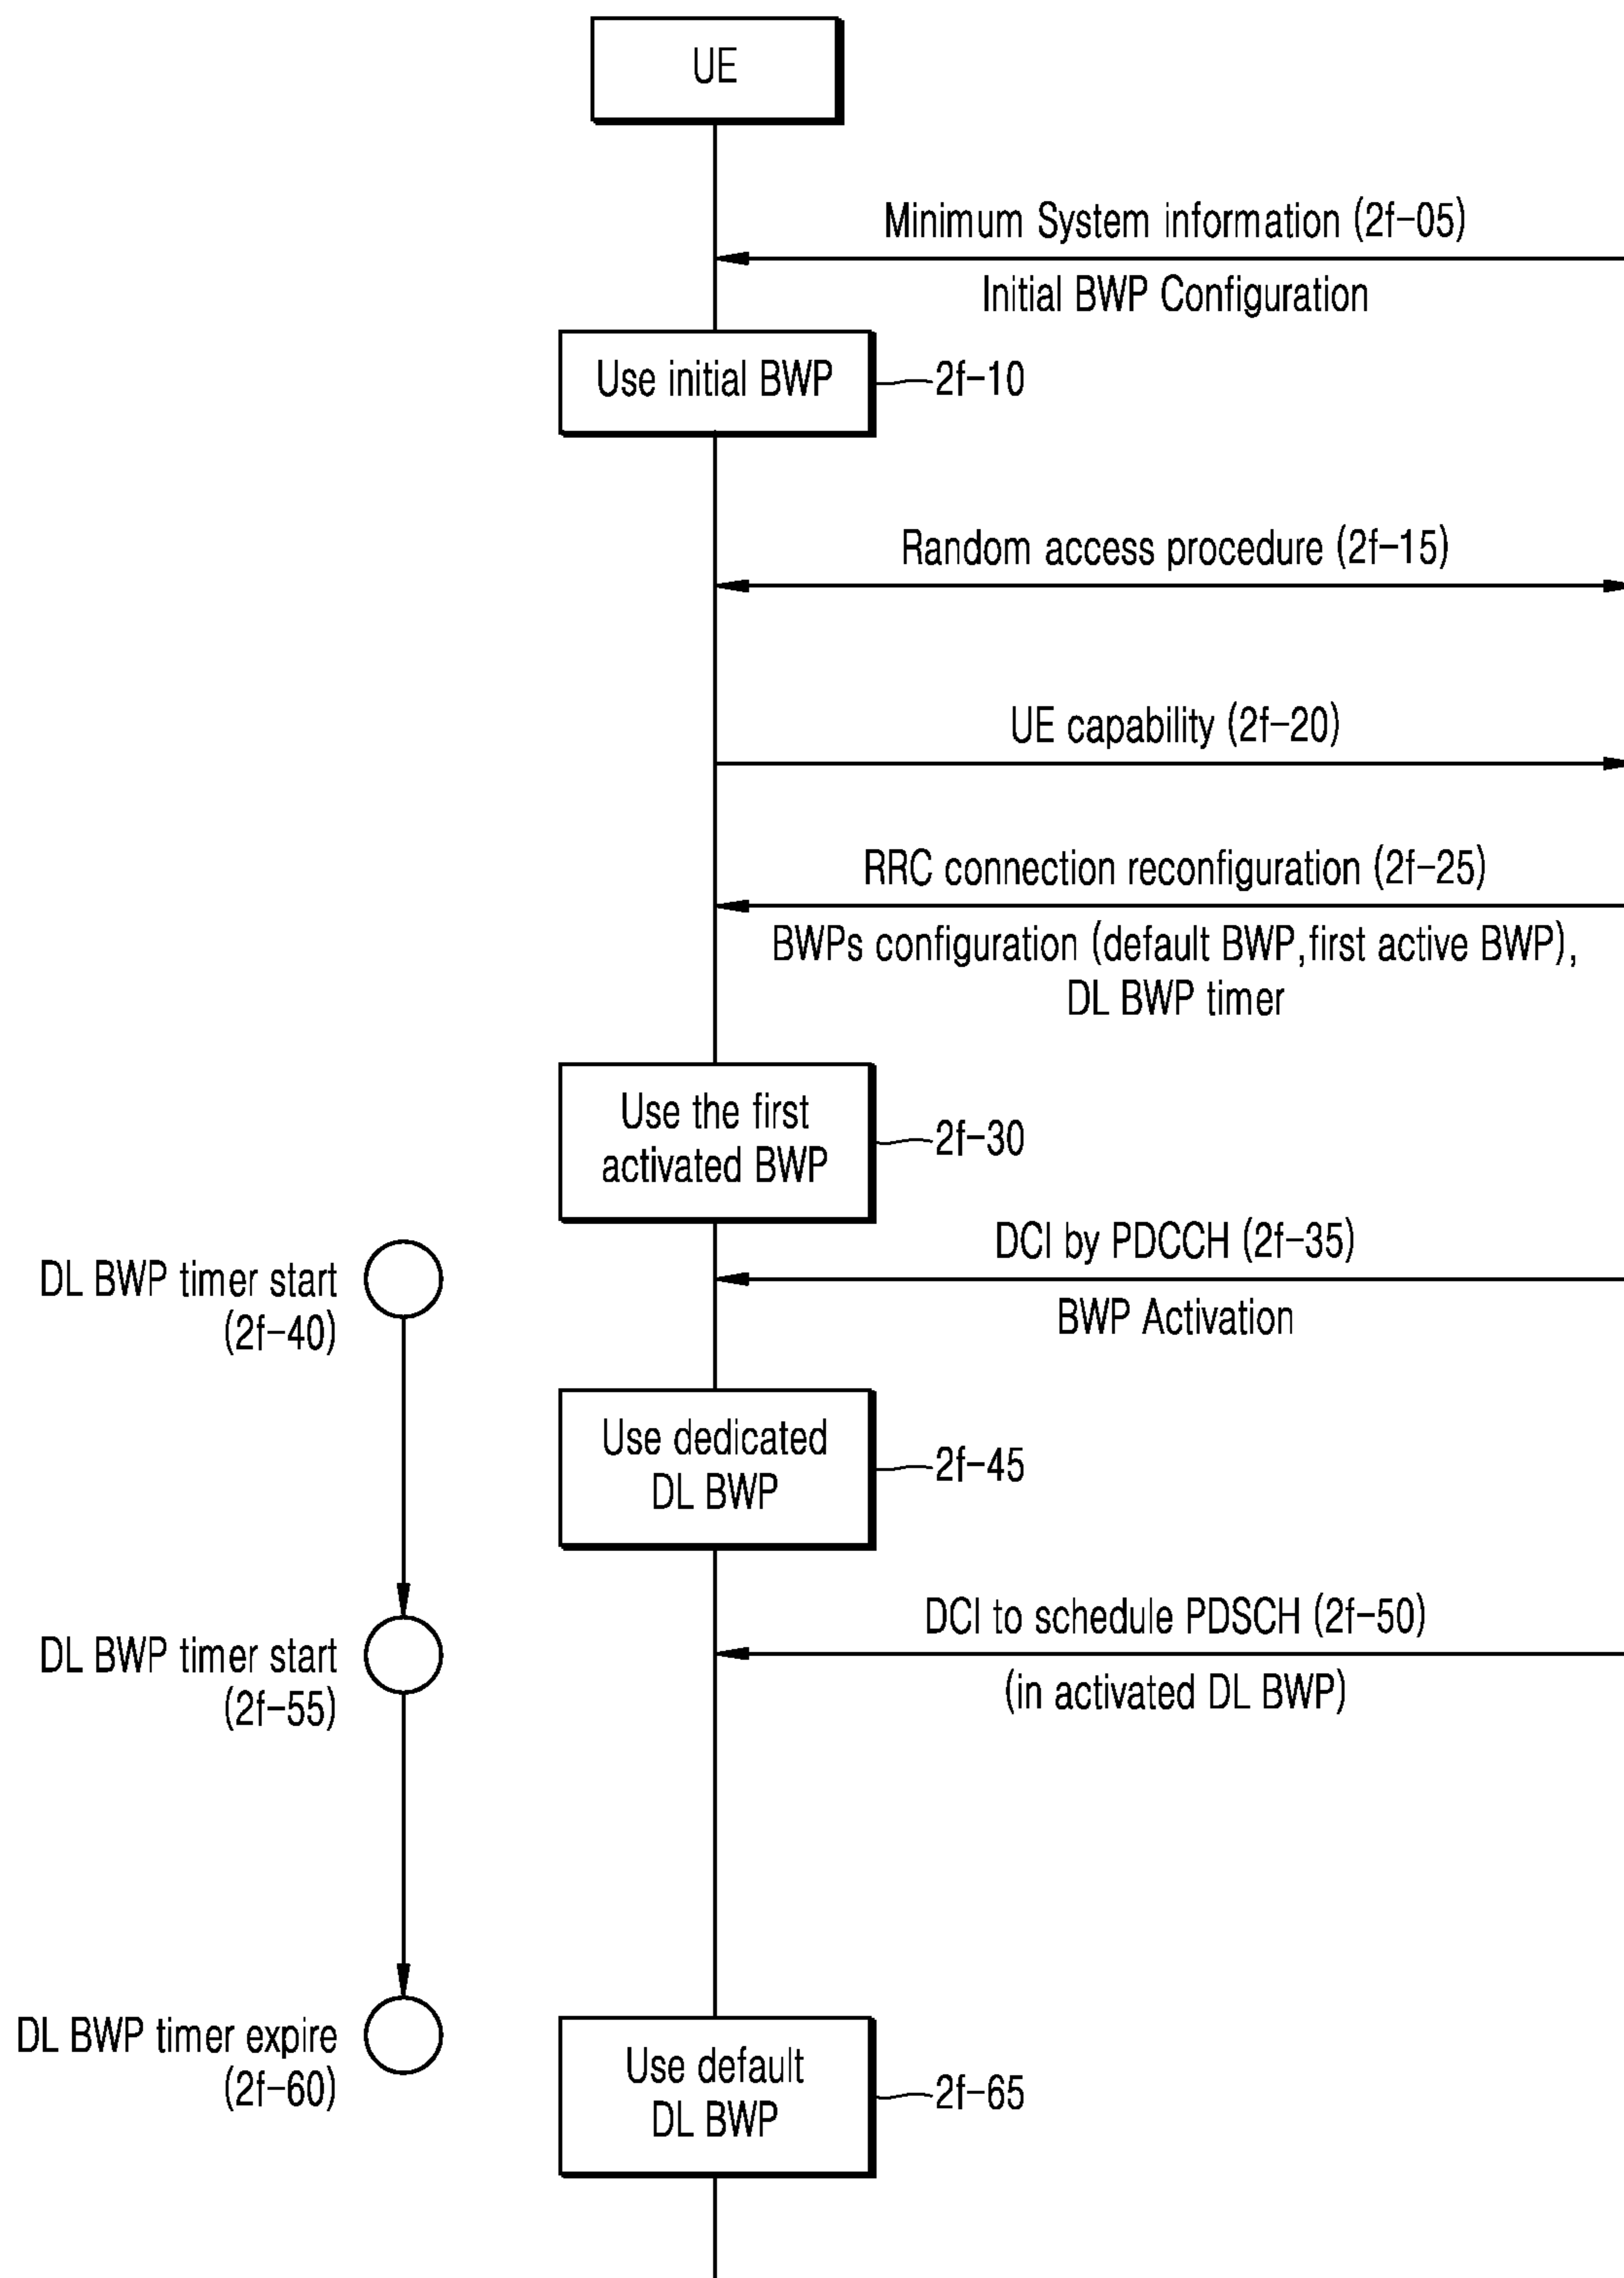 UE
Minimum System information (2f-05)
Initial BWP Configuration
Use initial BWP
2f-10
Random access procedure (2f-15)
UE capability (2f-20)
RRC connection reconfiguration (2f-25)
BWPs configuration (default BWP,first active BWP),
DL BWP timer
Use the first
activated BWP
2f-30
DCI by PDCCH (2f-35)
BWP Activation
DL BWP timer start
(2f-40)
Use dedicated
DL BWP
2f-45
DCI to schedule PDSCH (2f-50)
(in activated DL BWP)
DL BWP timer start
(2f-55)
DL BWP timer expire
(2f-60)
Use default
DL BWP
2f-65